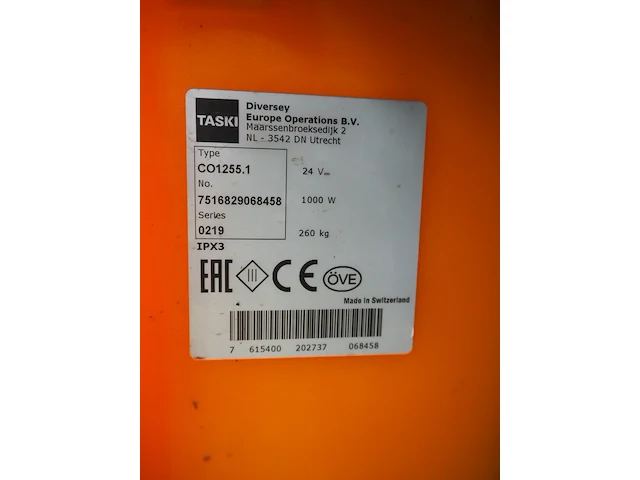 TASKI
Diversey
Europe Operations B.V.
Maarssenbroeksedijk 2
NL - 3542 DN Utrecht
Type
CO1255.1 24 V
No.
7516829068458 1000 W
Series
0219 260 kg
IPX3
EAC III CE ÖVE
Made in Switzerland
7 615400 202737 068458